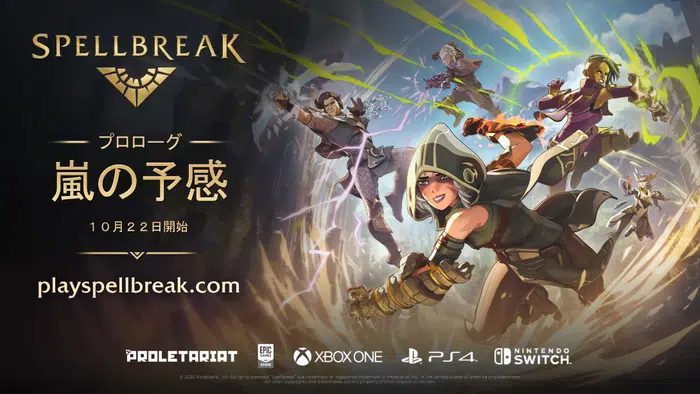 SPELLBREAK
プロローグ
嵐の予感
10月22日開始
playspellbreak.com
PROLETARIAT EPIC GAMES STORE XBOX ONE PS4 NINTENDO SWITCH